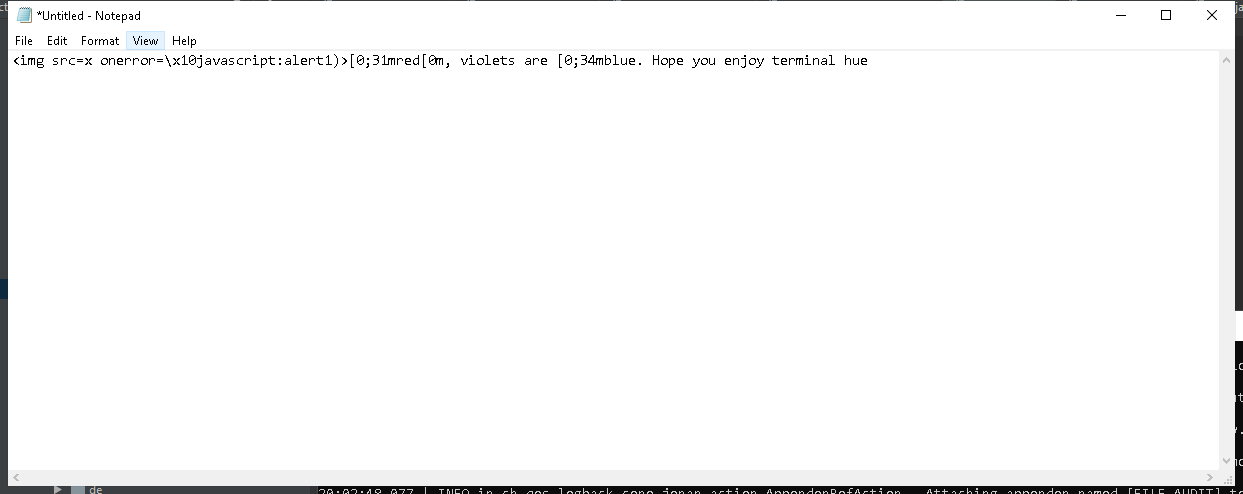 *Untitled - Notepad
File Edit Format View Help
<img src=x onerror=\x10javascript:alert1)>[0;31mred[0m, violets are [0;34mblue. Hope you enjoy terminal hue
de
20:02:48.077 | INFO in ch.qos.logback.core.joran.action.AppenderRefAction - Attaching appender named [FILE_AUDIT] t